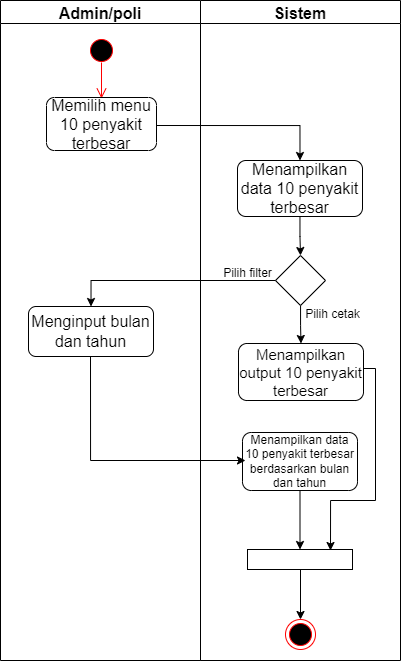 Admin/poli
Sistem
Memilih menu
10 penyakit
terbesar
Menampilkan
data 10 penyakit
terbesar
Pilih filter
Pilih cetak
Menginput bulan
dan tahun
Menampilkan
output 10 penyakit
terbesar
Menampilkan data
10 penyakit terbesar
berdasarkan bulan
dan tahun